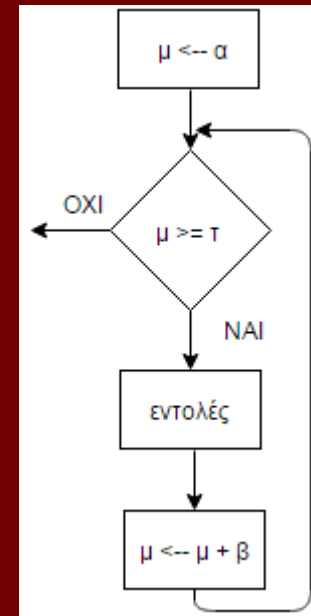 μ <-- α
ΟΧΙ
μ >= τ
ΝΑΙ
εντολές
μ <-- μ + β